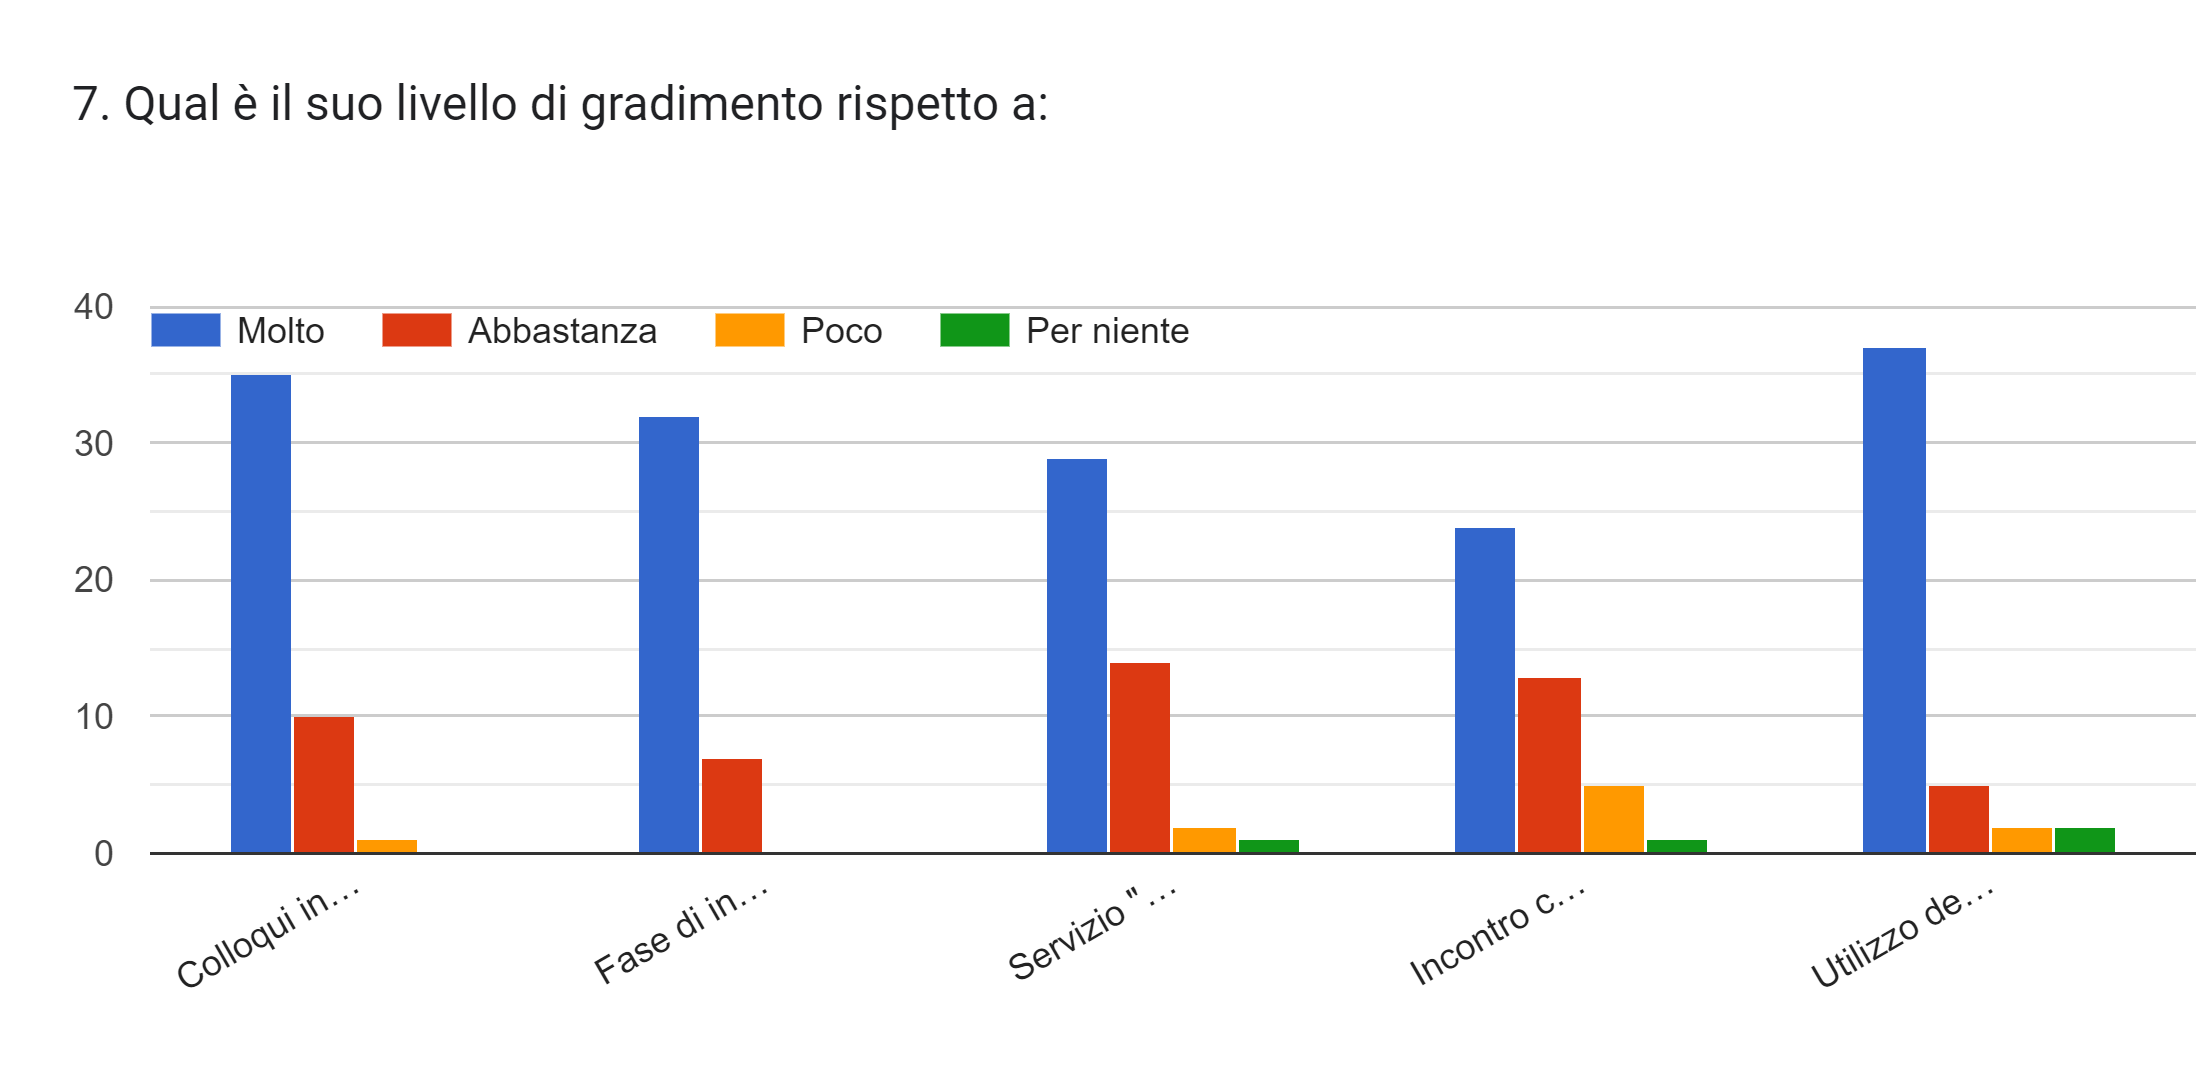 7. Qual è il suo livello di gradimento rispetto a:
40
Molto Abbastanza Poco Per niente
30
20
10
0
Colloqui in…
Fase di in…
Servizio "…
Incontro c…
Utilizzo de…